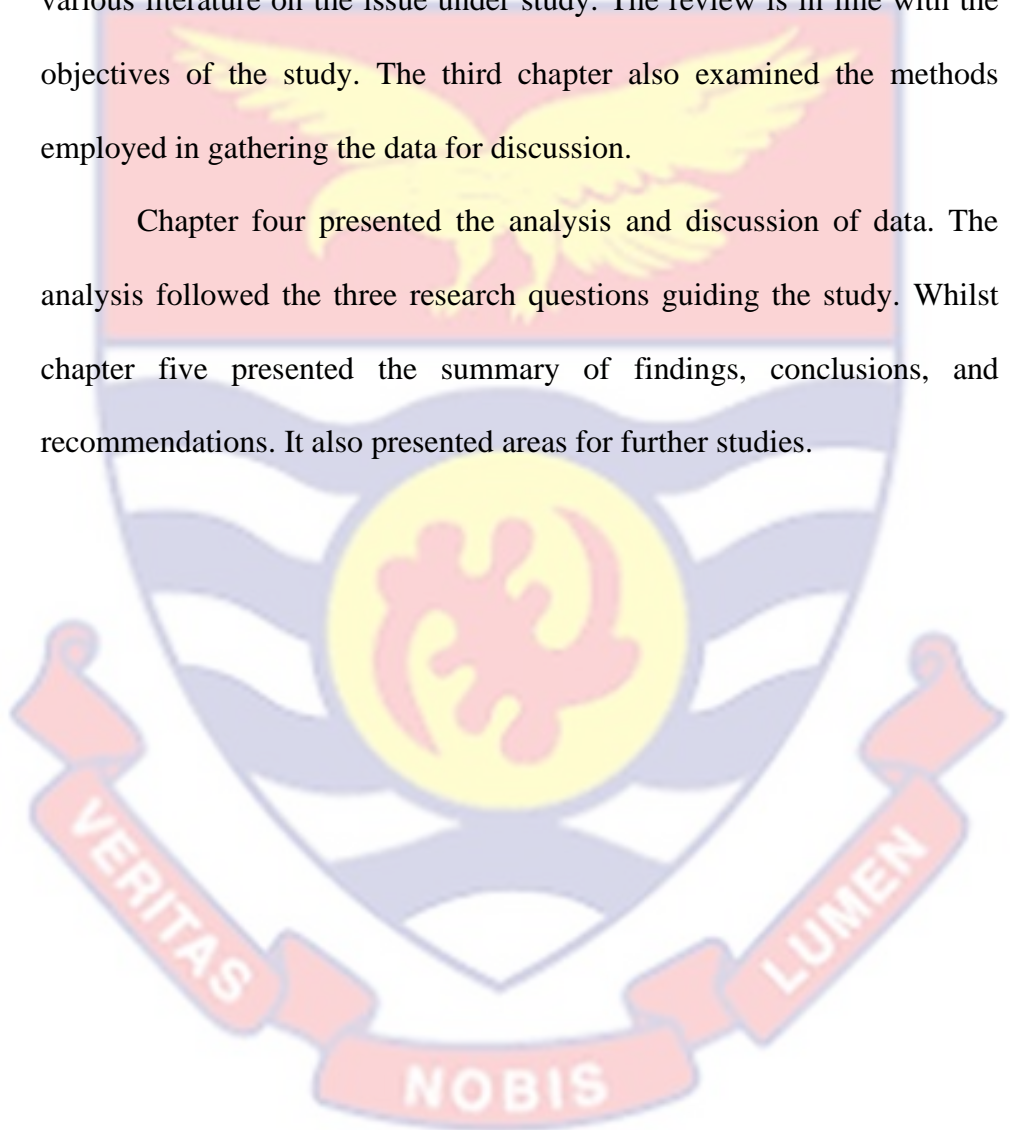 various literature on the issue under study. The review is in line with the
objectives of the study. The third chapter also examined the methods
employed in gathering the data for discussion.
Chapter four presented the analysis and discussion of data. The
analysis followed the three research questions guiding the study. Whilst
chapter five presented the summary of findings, conclusions, and
recommendations. It also presented areas for further studies.
VERITAS
NOBIS
LUMEN